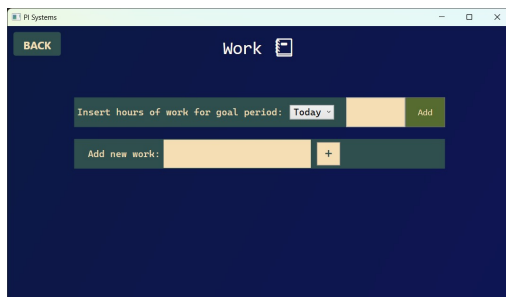 PI Systems
BACK
Work
Insert hours of work for goal period: Today Add
Add new work: +